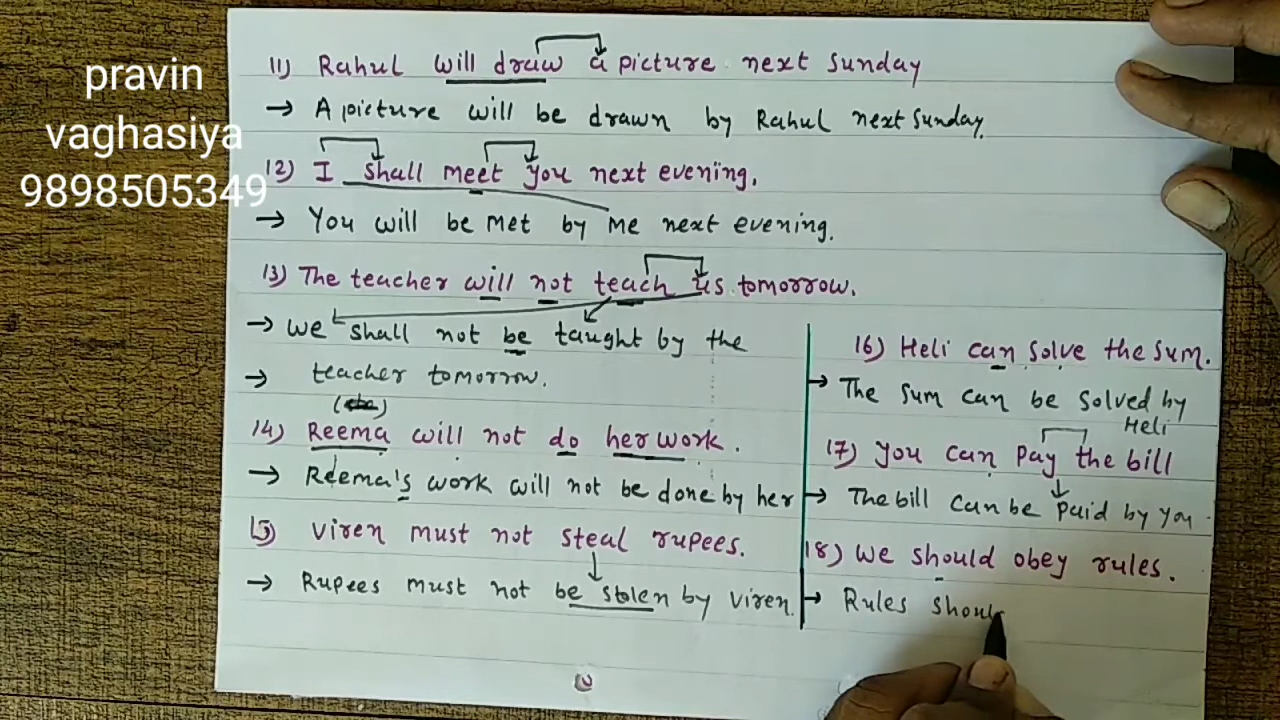 pravin
vaghasiya
9898505349
11) Rahul will draw a picture next Sunday
→ A picture will be drawn by Rahul next Sunday.
12) I shall meet you next evening.
→ You will be met by me next evening.
13) The teacher will not teach us tomorrow.
→ We shall not be taught by the
→ teacher tomorrow.
14) Reema will not do her work.
→ Reema's work will not be done by her
15) Viren must not steal rupees.
→ Rupees must not be stolen by Viren.
16) Heli can solve the sum.
→ The sum can be solved by
Heli
17) You can pay the bill
→ The bill can be paid by you.
18) We should obey rules.
→ Rules shoul